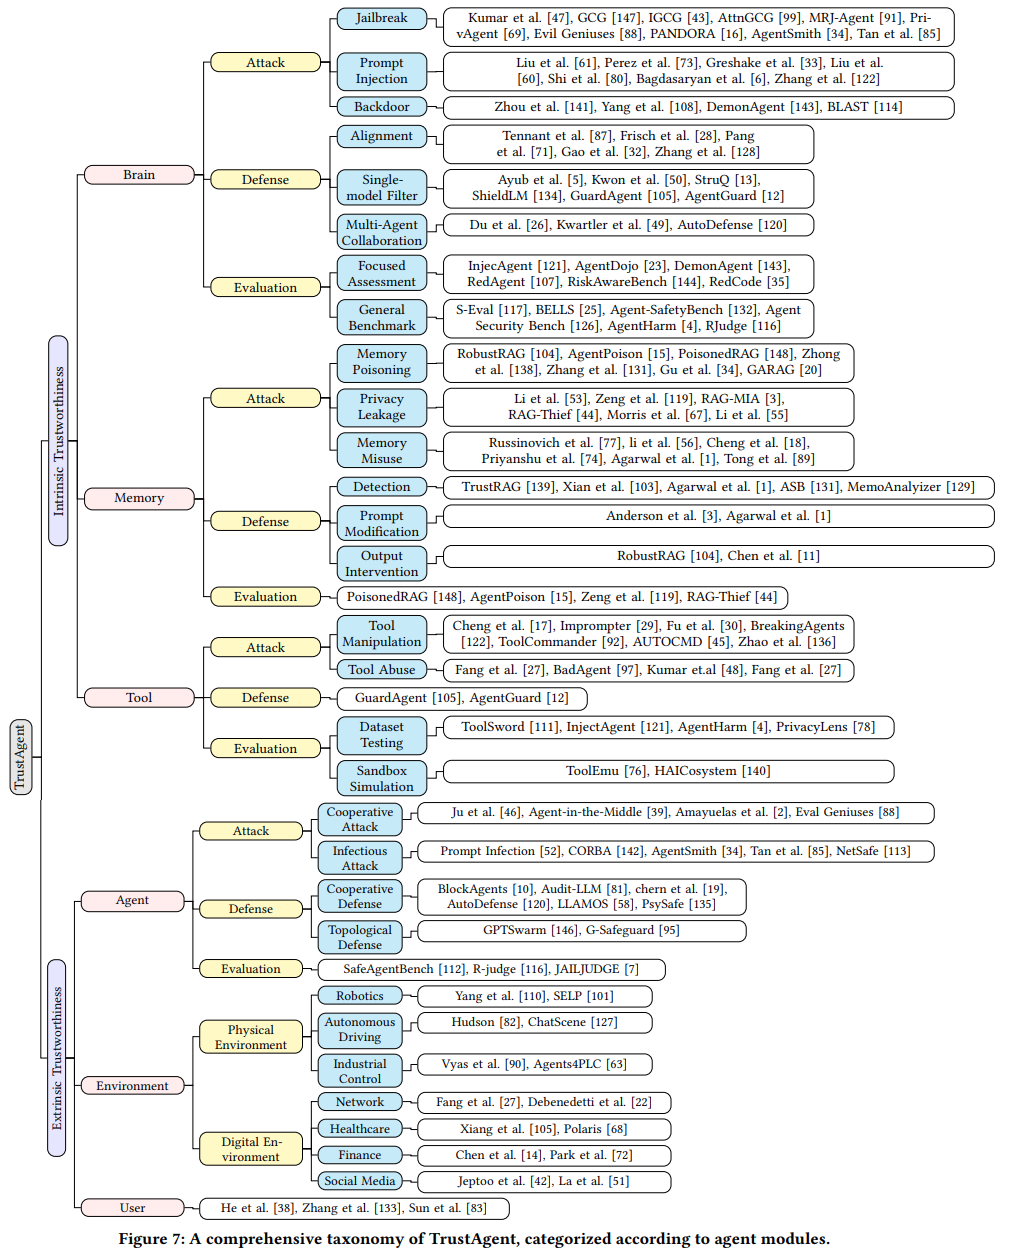 TrustAgent
Intrinsic Trustworthiness
Brain
Attack
Jailbreak
Kumar et al. [47], GCG [147], IGCG [43], AttnGCG [99], MRJ-Agent [91], Pri-
vAgent [69], Evil Geniuses [88], PANDORA [16], AgentSmith [34], Tan et al. [85]
Prompt
Injection
Liu et al. [61], Perez et al. [73], Greshake et al. [33], Liu et al.
[60], Shi et al. [80], Bagdasaryan et al. [6], Zhang et al. [122]
Backdoor
Zhou et al. [141], Yang et al. [108], DemonAgent [143], BLAST [114]
Defense
Alignment
Tennant et al. [87], Frisch et al. [28], Pang
et al. [71], Gao et al. [32], Zhang et al. [128]
Single-
model Filter
Ayub et al. [5], Kwon et al. [50], StruQ [13],
ShieldLM [134], GuardAgent [105], AgentGuard [12]
Multi-Agent
Collaboration
Du et al. [26], Kwartler et al. [49], AutoDefense [120]
Evaluation
Focused
Assessment
InjecAgent [121], AgentDojo [23], DemonAgent [143],
RedAgent [107], RiskAwareBench [144], RedCode [35]
General
Benchmark
S-Eval [117], BELLS [25], Agent-SafetyBench [132], Agent
Security Bench [126], AgentHarm [4], RJudge [116]
Memory
Attack
Memory
Poisoning
RobustRAG [104], AgentPoison [15], PoisonedRAG [148], Zhong
et al. [138], Zhang et al. [131], Gu et al. [34], GARAG [20]
Privacy
Leakage
Li et al. [53], Zeng et al. [119], RAG-MIA [3],
RAG-Thief [44], Morris et al. [67], Li et al. [55]
Memory
Misuse
Russinovich et al. [77], li et al. [56], Cheng et al. [18],
Priyanshu et al. [74], Agarwal et al. [1], Tong et al. [89]
Defense
Detection
TrustRAG [139], Xian et al. [103], Agarwal et al. [1], ASB [131], MemoAnalyizer [129]
Prompt
Modification
Anderson et al. [3], Agarwal et al. [1]
Output
Intervention
RobustRAG [104], Chen et al. [11]
Evaluation
PoisonedRAG [148], AgentPoison [15], Zeng et al. [119], RAG-Thief [44]
Tool
Attack
Tool
Manipulation
Cheng et al. [17], Imprompter [29], Fu et al. [30], BreakingAgents
[122], ToolCommander [92], AUTOCMD [45], Zhao et al. [136]
Tool Abuse
Fang et al. [27], BadAgent [97], Kumar et.al [48], Fang et al. [27]
Defense
GuardAgent [105], AgentGuard [12]
Evaluation
Dataset
Testing
ToolSword [111], InjectAgent [121], AgentHarm [4], PrivacyLens [78]
Sandbox
Simulation
ToolEmu [76], HAICosystem [140]
Extrinsic Trustworthiness
Agent
Attack
Cooperative
Attack
Ju et al. [46], Agent-in-the-Middle [39], Amayuelas et al. [2], Eval Geniuses [88]
Infectious
Attack
Prompt Infection [52], CORBA [142], AgentSmith [34], Tan et al. [85], NetSafe [113]
Defense
Cooperative
Defense
BlockAgents [10], Audit-LLM [81], chern et al. [19],
AutoDefense [120], LLAMOS [58], PsySafe [135]
Topological
Defense
GPTSwarm [146], G-Safeguard [95]
Evaluation
SafeAgentBench [112], R-judge [116], JAILJUDGE [7]
Environment
Physical
Environment
Robotics
Yang et al. [110], SELP [101]
Autonomous
Driving
Hudson [82], ChatScene [127]
Industrial
Control
Vyas et al. [90], Agents4PLC [63]
Digital En-
vironment
Network
Fang et al. [27], Debenedetti et al. [22]
Healthcare
Xiang et al. [105], Polaris [68]
Finance
Chen et al. [14], Park et al. [72]
Social Media
Jeptoo et al. [42], La et al. [51]
User
He et al. [38], Zhang et al. [133], Sun et al. [83]
Figure 7: A comprehensive taxonomy of TrustAgent, categorized according to agent modules.